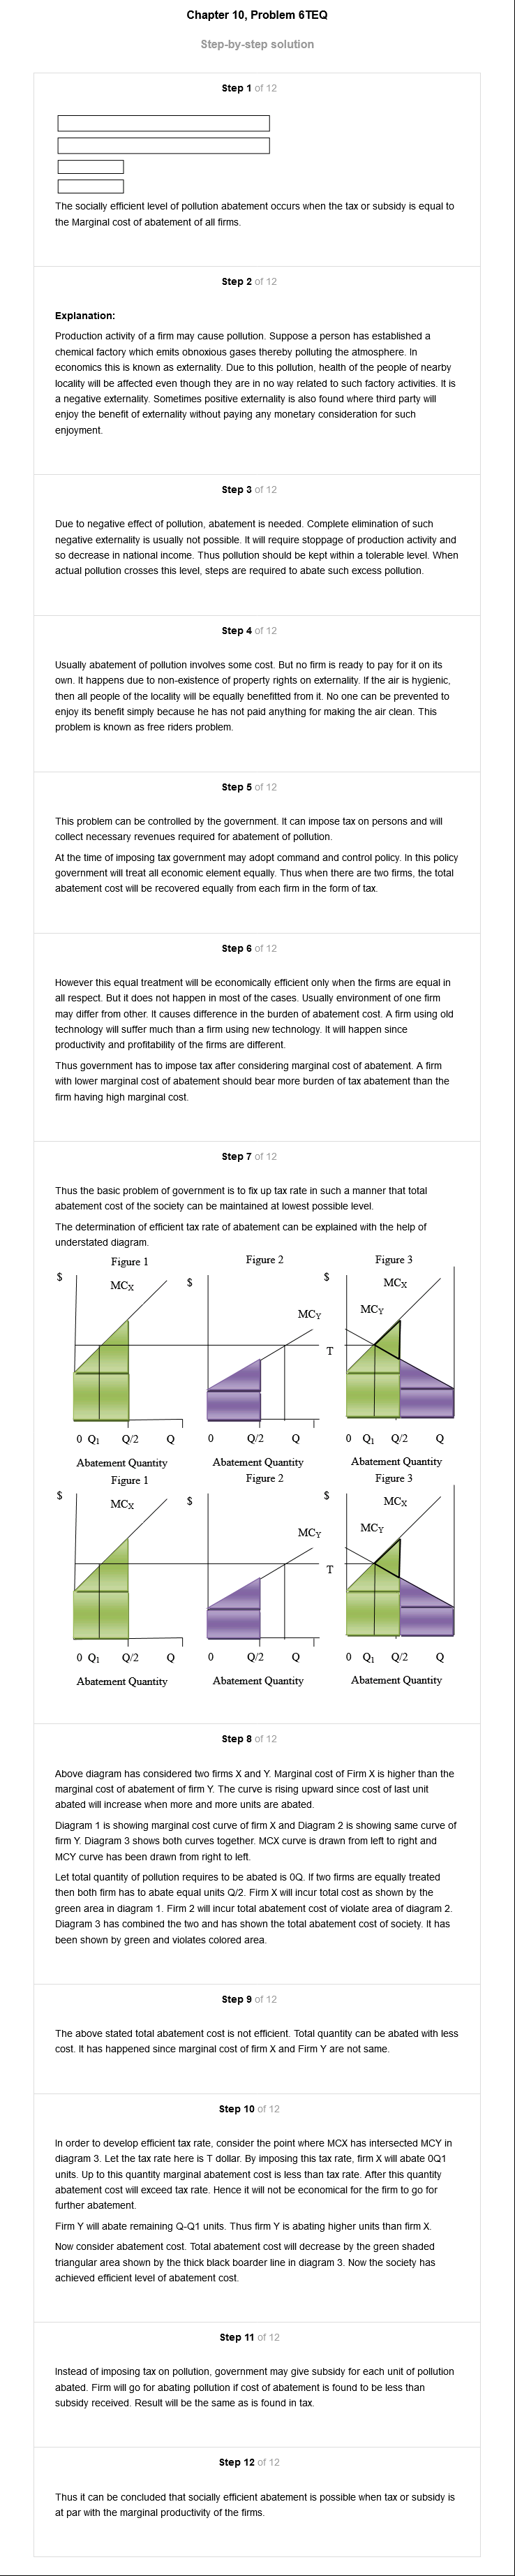 Chapter 10, Problem 6TEQ
Step-by-step solution
Step 1 of 12
The socially efficient level of pollution abatement occurs when the tax or subsidy is equal to
the Marginal cost of abatement of all firms.
Step 2 of 12
Explanation:
Production activity of a firm may cause pollution. Suppose a person has established a
chemical factory which emits obnoxious gases thereby polluting the atmosphere. In
economics this is known as externality. Due to this pollution, health of the people of nearby
locality will be affected even though they are in no way related to such factory activities. It is
a negative externality. Sometimes positive externality is also found where third party will
enjoy the benefit of externality without paying any monetary consideration for such
enjoyment.
Step 3 of 12
Due to negative effect of pollution, abatement is needed. Complete elimination of such
negative externality is usually not possible. It will require stoppage of production activity and
so decrease in national income. Thus pollution should be kept within a tolerable level. When
actual pollution crosses this level, steps are required to abate such excess pollution.
Step 4 of 12
Usually abatement of pollution involves some cost. But no firm is ready to pay for it on its
own. It happens due to non-existence of property rights on externality. If the air is hygienic,
then all people of the locality will be equally benefitted from it. No one can be prevented to
enjoy its benefit simply because he has not paid anything for making the air clean. This
problem is known as free riders problem.
Step 5 of 12
This problem can be controlled by the government. It can impose tax on persons and will
collect necessary revenues required for abatement of pollution.
At the time of imposing tax government may adopt command and control policy. In this policy
government will treat all economic element equally. Thus when there are two firms, the total
abatement cost will be recovered equally from each firm in the form of tax.
Step 6 of 12
However this equal treatment will be economically efficient only when the firms are equal in
all respect. But it does not happen in most of the cases. Usually environment of one firm
may differ from other. It causes difference in the burden of abatement cost. A firm using old
technology will suffer much than a firm using new technology. It will happen since
productivity and profitability of the firms are different.
Thus government has to impose tax after considering marginal cost of abatement. A firm
with lower marginal cost of abatement should bear more burden of tax abatement than the
firm having high marginal cost.
Step 7 of 12
Thus the basic problem of government is to fix up tax rate in such a manner that total
abatement cost of the society can be maintained at lowest possible level.
The determination of efficient tax rate of abatement can be explained with the help of
understated diagram.
Figure 1 Figure 2 Figure 3
$ MCX $ $ MCX
MCY MCY
T
0 Q1 Q/2 Q 0 Q/2 Q 0 Q1 Q/2 Q
Abatement Quantity Abatement Quantity Abatement Quantity
Figure 1 Figure 2 Figure 3
$ MCX $ $ MCX
MCY MCY
T
0 Q1 Q/2 Q 0 Q/2 Q 0 Q1 Q/2 Q
Abatement Quantity Abatement Quantity Abatement Quantity
Step 8 of 12
Above diagram has considered two firms X and Y. Marginal cost of Firm X is higher than the
marginal cost of abatement of firm Y. The curve is rising upward since cost of last unit
abated will increase when more and more units are abated.
Diagram 1 is showing marginal cost curve of firm X and Diagram 2 is showing same curve of
firm Y. Diagram 3 shows both curves together. MCX curve is drawn from left to right and
MCY curve has been drawn from right to left.
Let total quantity of pollution requires to be abated is 0Q. If two firms are equally treated
then both firm has to abate equal units Q/2. Firm X will incur total cost as shown by the
green area in diagram 1. Firm 2 will incur total abatement cost of violate area of diagram 2.
Diagram 3 has combined the two and has shown the total abatement cost of society. It has
been shown by green and violates colored area.
Step 9 of 12
The above stated total abatement cost is not efficient. Total quantity can be abated with less
cost. It has happened since marginal cost of firm X and Firm Y are not same.
Step 10 of 12
In order to develop efficient tax rate, consider the point where MCX has intersected MCY in
diagram 3. Let the tax rate here is T dollar. By imposing this tax rate, firm X will abate 0Q1
units. Up to this quantity marginal abatement cost is less than tax rate. After this quantity
abatement cost will exceed tax rate. Hence it will not be economical for the firm to go for
further abatement.
Firm Y will abate remaining Q-Q1 units. Thus firm Y is abating higher units than firm X.
Now consider abatement cost. Total abatement cost will decrease by the green shaded
triangular area shown by the thick black boarder line in diagram 3. Now the society has
achieved efficient level of abatement cost.
Step 11 of 12
Instead of imposing tax on pollution, government may give subsidy for each unit of pollution
abated. Firm will go for abating pollution if cost of abatement is found to be less than
subsidy received. Result will be the same as is found in tax.
Step 12 of 12
Thus it can be concluded that socially efficient abatement is possible when tax or subsidy is
at par with the marginal productivity of the firms.